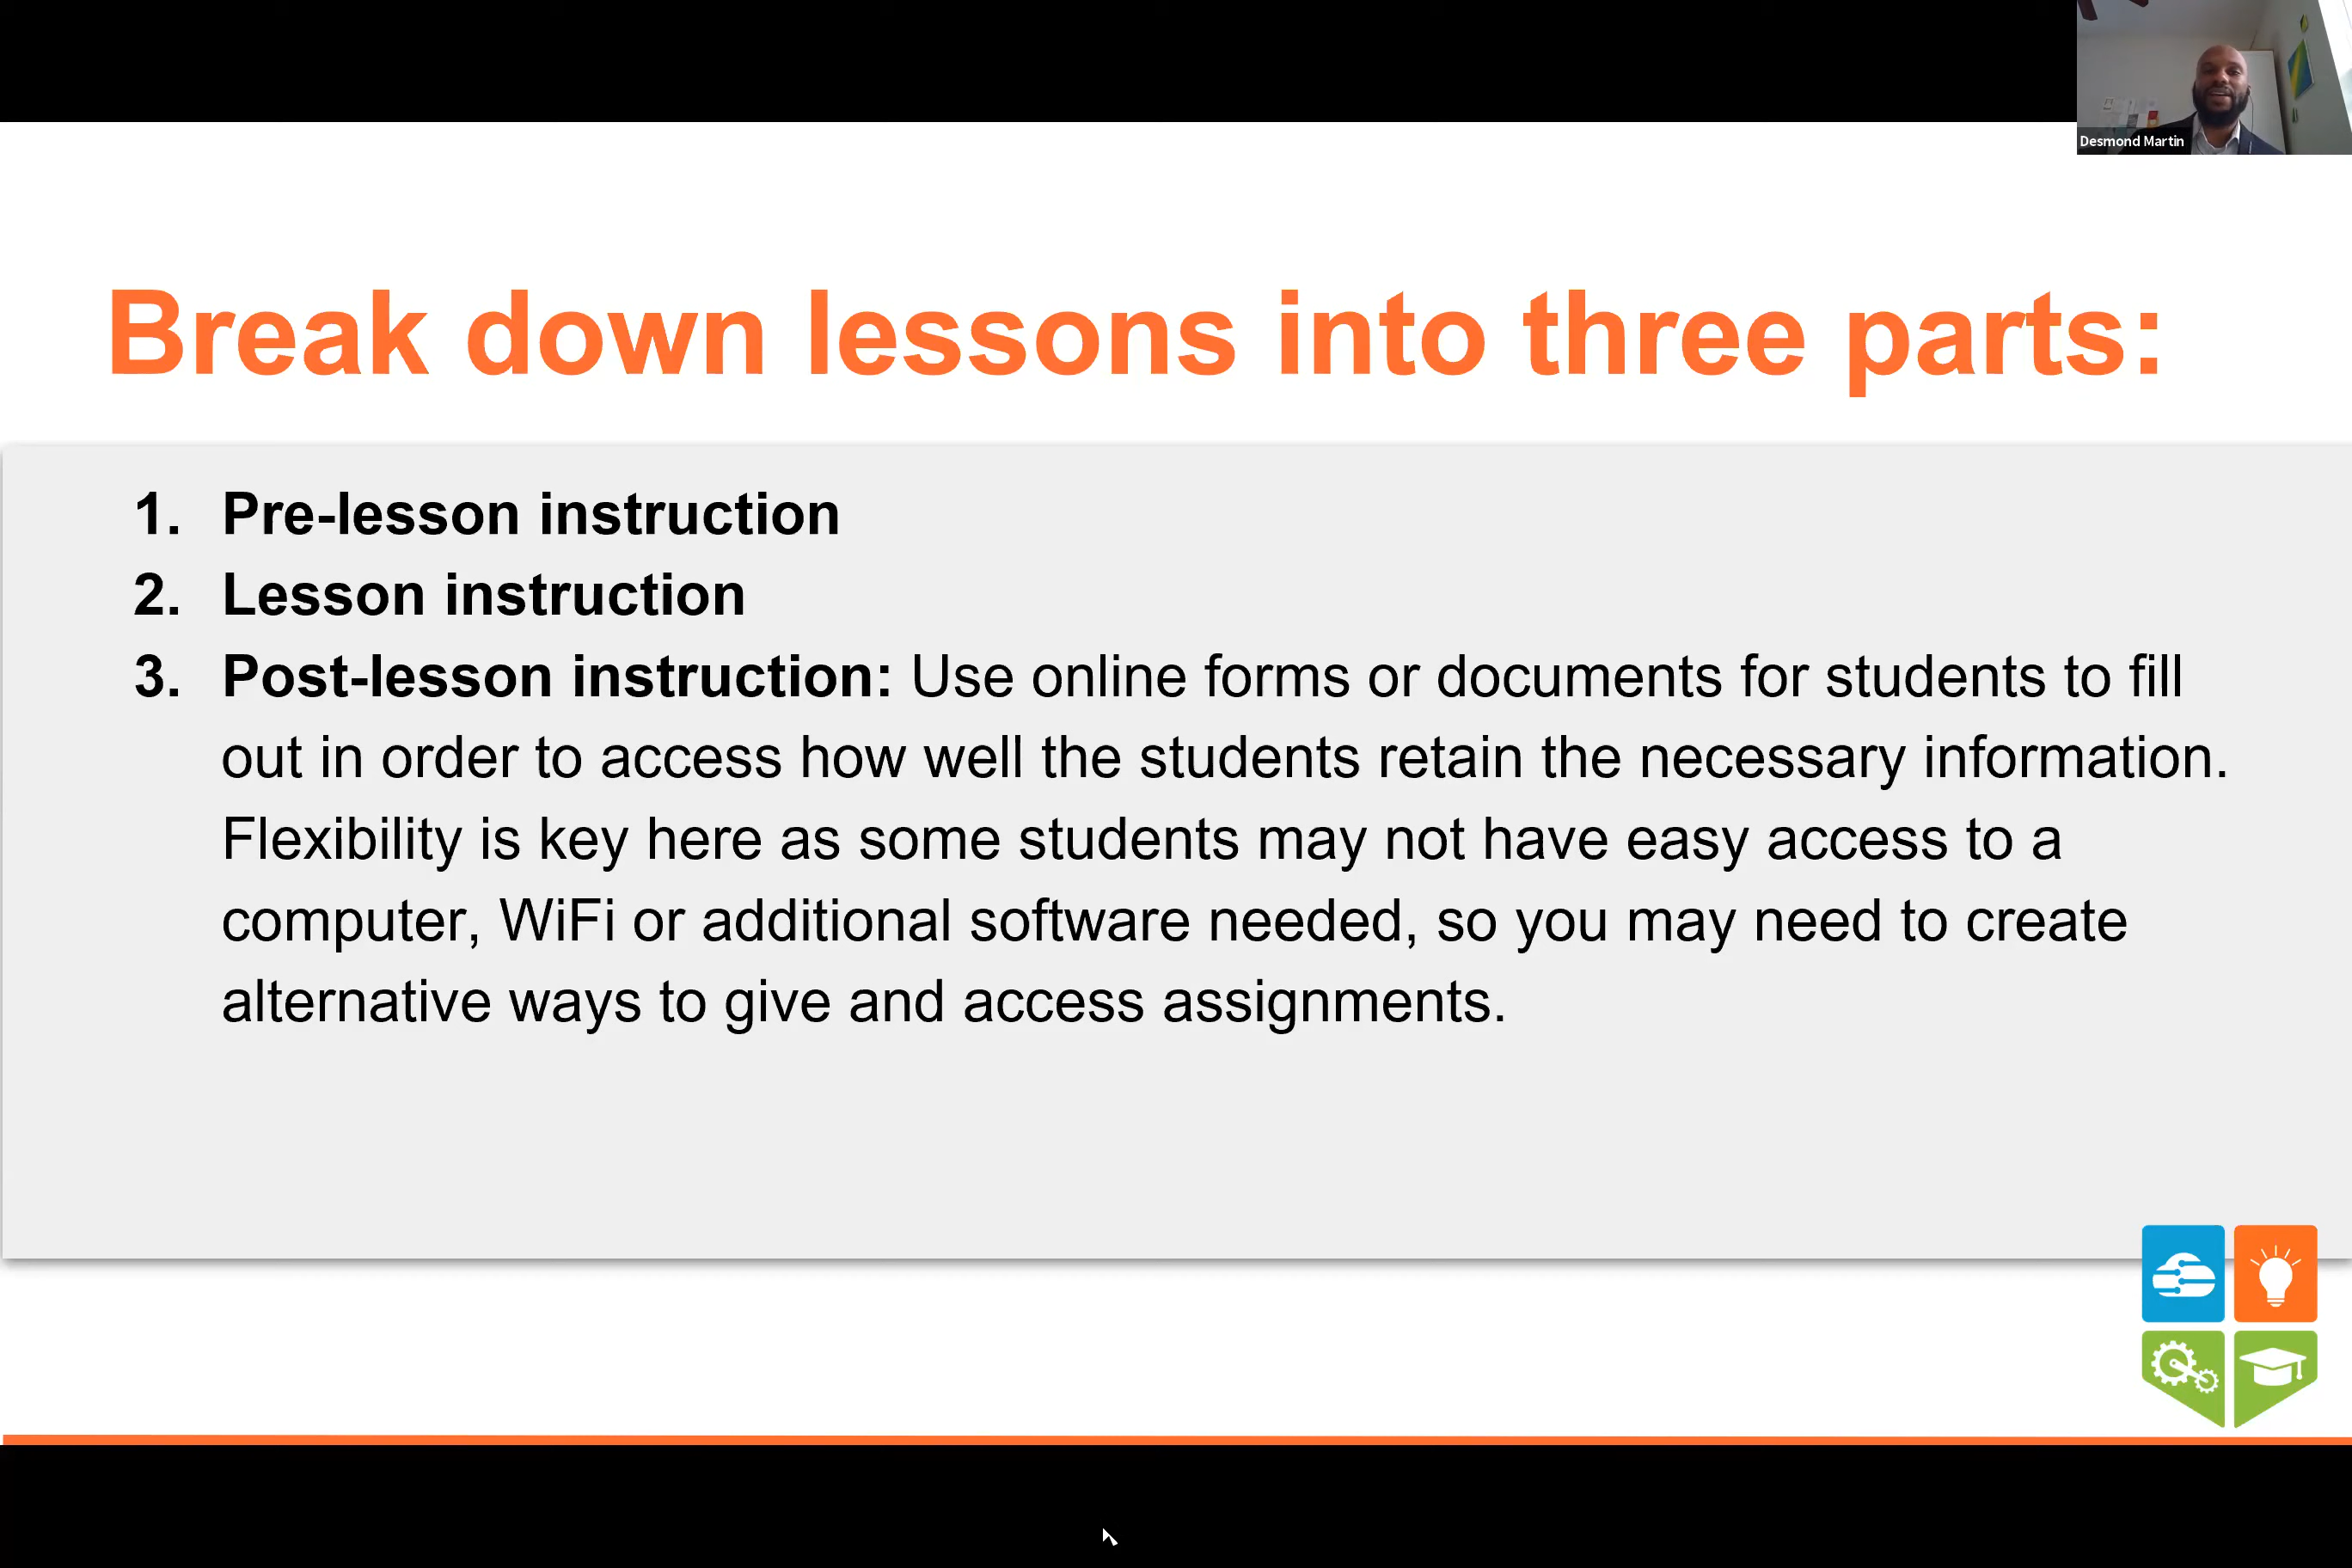 Desmond Martin
Break down lessons into three parts:
1. Pre-lesson instruction
2. Lesson instruction
3. Post-lesson instruction: Use online forms or documents for students to fill
out in order to access how well the students retain the necessary information.
Flexibility is key here as some students may not have easy access to a
computer, WiFi or additional software needed, so you may need to create
alternative ways to give and access assignments.